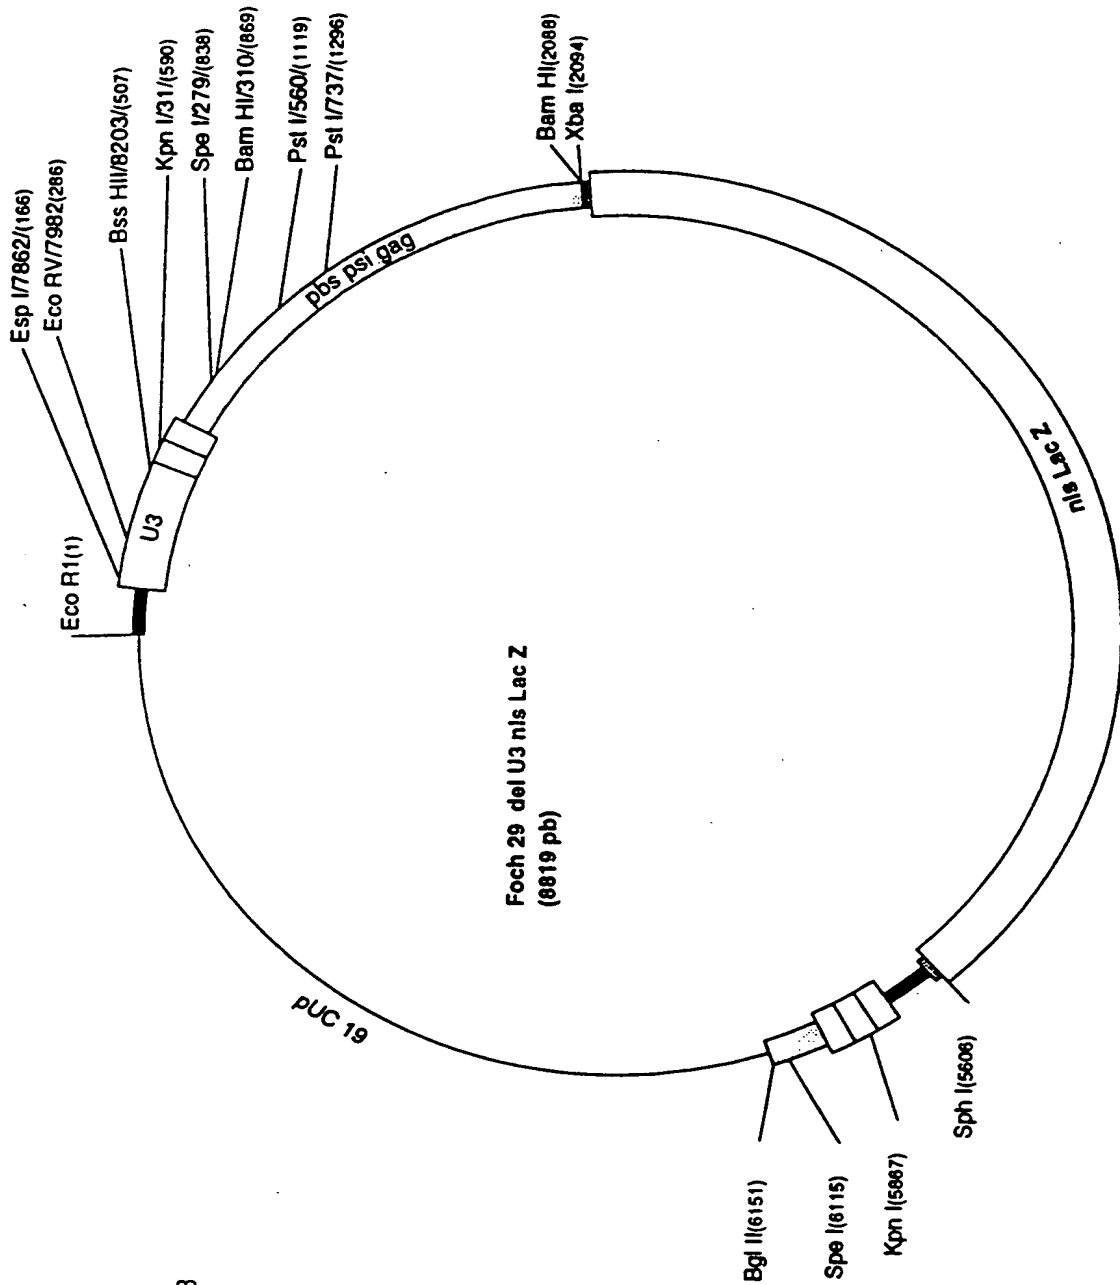 Eco R1(1)
Esp I/7862/(166)
Eco RV/7982(286)
Bss HII/8203/(507)
Kpn I/31/(590)
Spe I/279/(838)
Bam HI/310/(869)
Pst I/560/(1119)
Pst I/737/(1296)
Bam HI(2088)
Xba I(2094)
U3
pbs psi gag
nls Lac Z
Foch 29 del U3 nls Lac Z
(8819 pb)
pUC 19
Sph I(5606)
Kpn I(5867)
Spe I(6115)
Bgl II(6151)